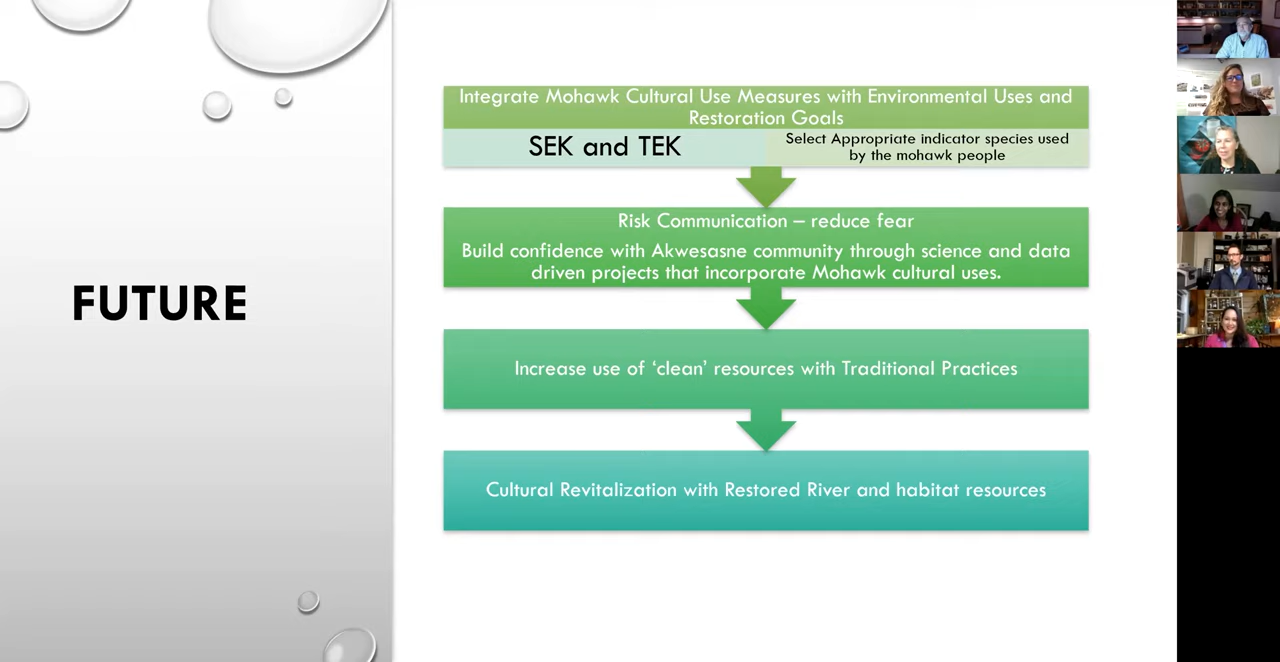 FUTURE
Integrate Mohawk Cultural Use Measures with Environmental Uses and
Restoration Goals
SEK and TEK
Select Appropriate indicator species used
by the mohawk people
Risk Communication – reduce fear
Build confidence with Akwesasne community through science and data
driven projects that incorporate Mohawk cultural uses.
Increase use of ‘clean’ resources with Traditional Practices
Cultural Revitalization with Restored River and habitat resources